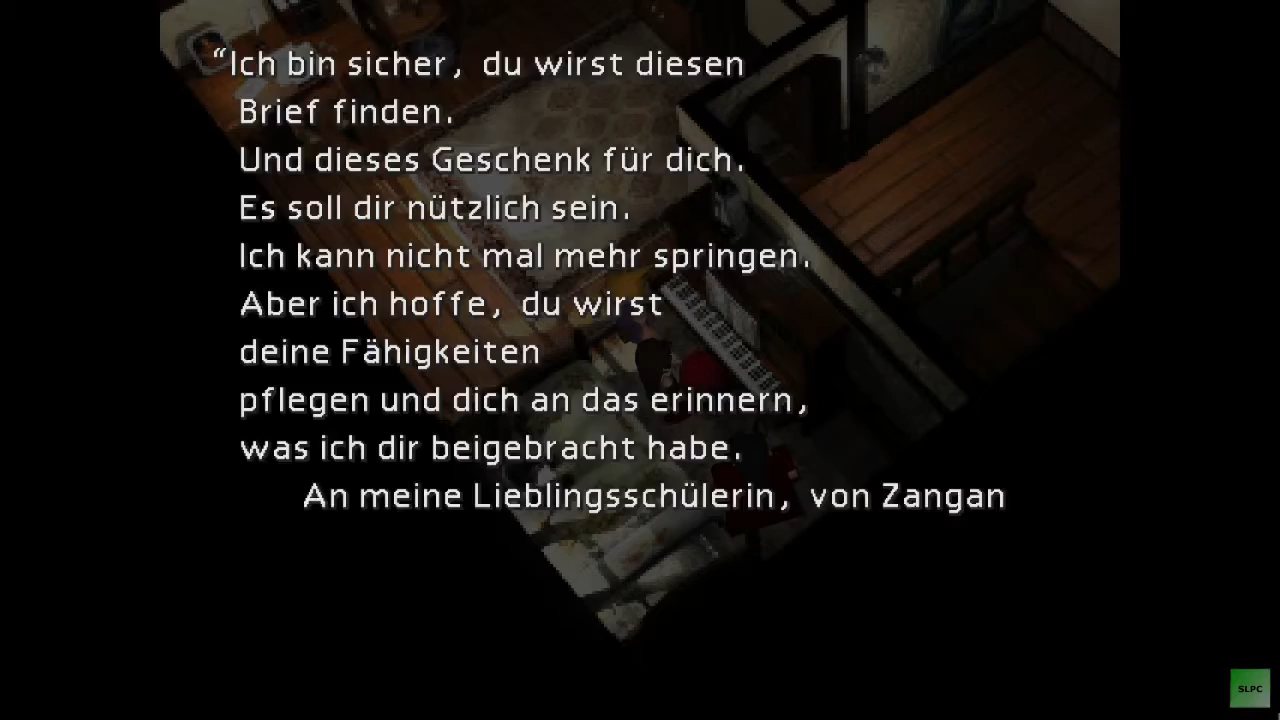 “Ich bin sicher, du wirst diesen
Brief finden.
Und dieses Geschenk für dich.
Es soll dir nützlich sein.
Ich kann nicht mal mehr springen.
Aber ich hoffe, du wirst
deine Fähigkeiten
pflegen und dich an das erinnern,
was ich dir beigebracht habe.
An meine Lieblingsschülerin, von Zangan
SLPC